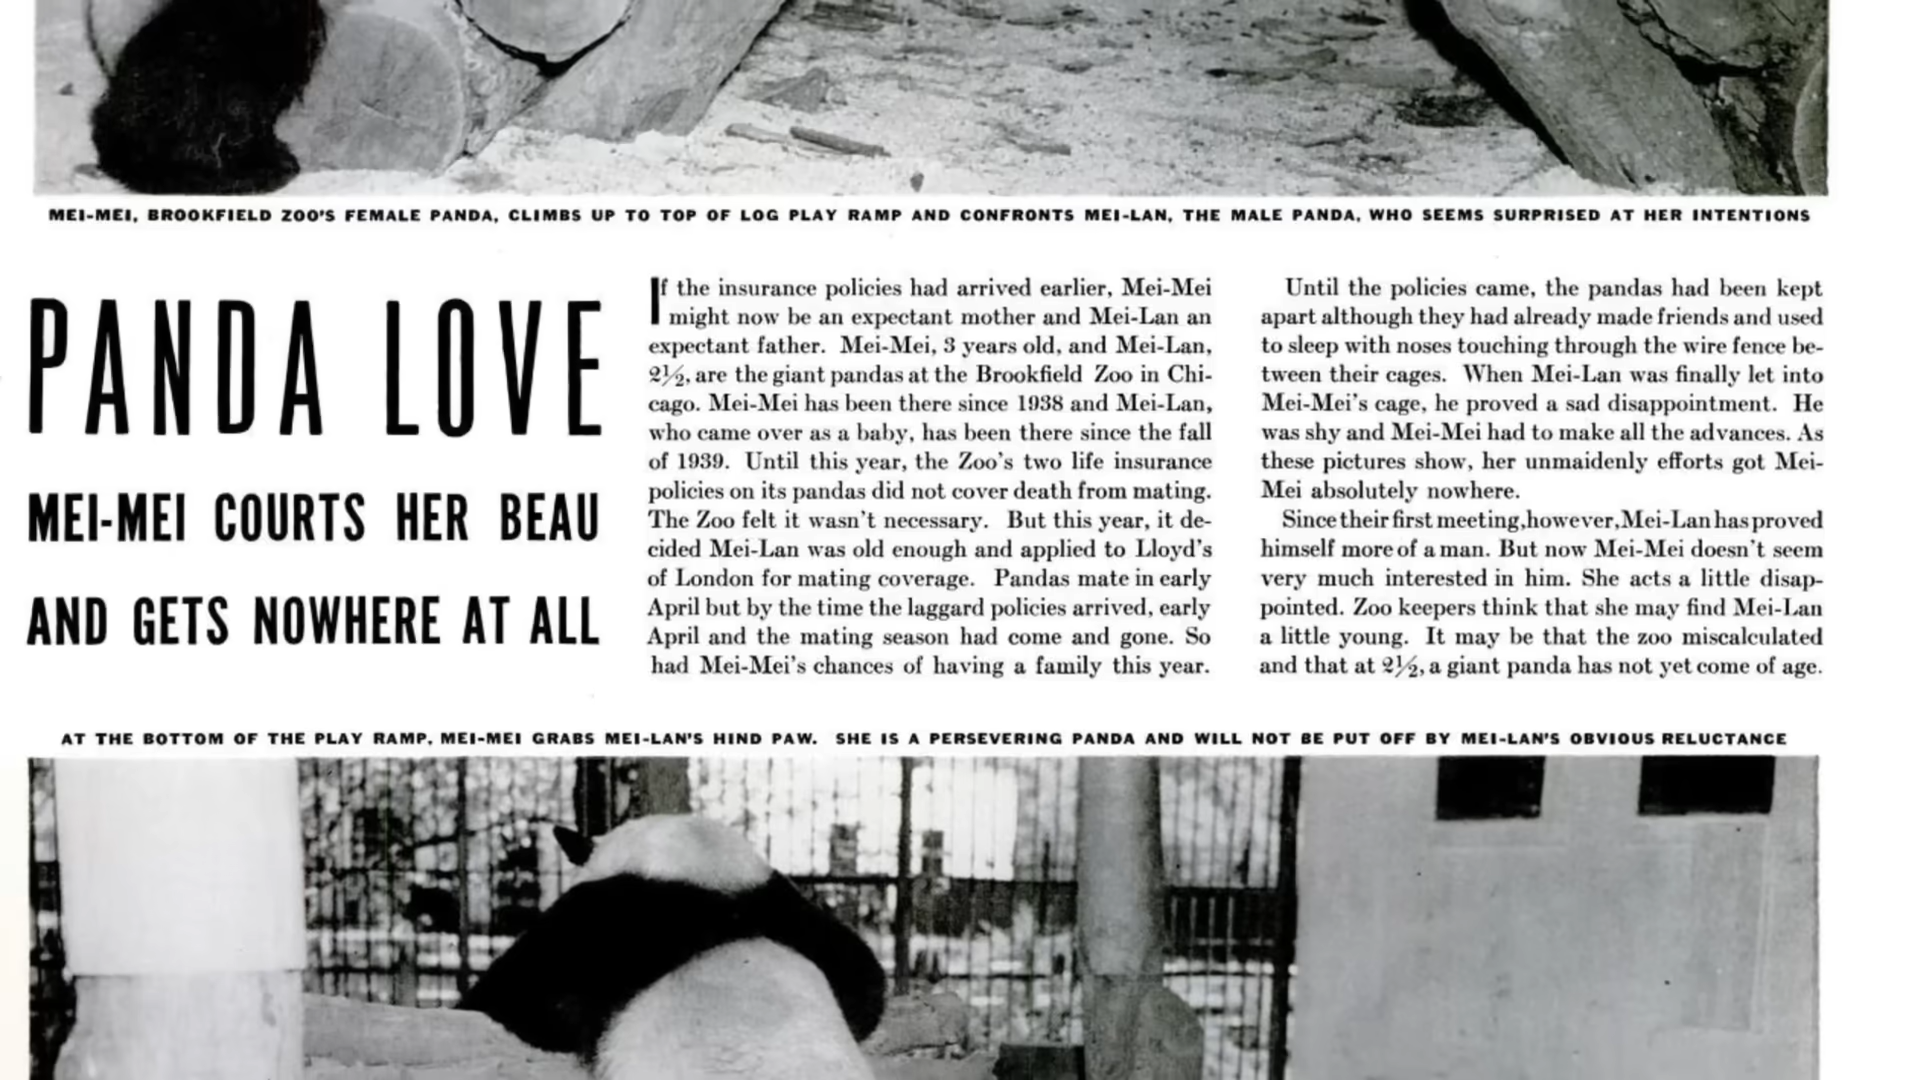 MEI-MEI, BROOKFIELD ZOO'S FEMALE PANDA, CLIMBS UP TO TOP OF LOG PLAY RAMP AND CONFRONTS MEI-LAN, THE MALE PANDA, WHO SEEMS SURPRISED AT HER INTENTIONS
PANDA LOVE
MEI-MEI COURTS HER BEAU
AND GETS NOWHERE AT ALL
If the insurance policies had arrived earlier, Mei-Mei
might now be an expectant mother and Mei-Lan an
expectant father. Mei-Mei, 3 years old, and Mei-Lan,
2½, are the giant pandas at the Brookfield Zoo in Chi-
cago. Mei-Mei has been there since 1938 and Mei-Lan,
who came over as a baby, has been there since the fall
of 1939. Until this year, the Zoo's two life insurance
policies on its pandas did not cover death from mating.
The Zoo felt it wasn't necessary. But this year, it de-
cided Mei-Lan was old enough and applied to Lloyd's
of London for mating coverage. Pandas mate in early
April but by the time the laggard policies arrived, early
April and the mating season had come and gone. So
had Mei-Mei's chances of having a family this year.
Until the policies came, the pandas had been kept
apart although they had already made friends and used
to sleep with noses touching through the wire fence be-
tween their cages. When Mei-Lan was finally let into
Mei-Mei's cage, he proved a sad disappointment. He
was shy and Mei-Mei had to make all the advances. As
these pictures show, her unmaidenly efforts got Mei-
Mei absolutely nowhere.
Since their first meeting, however, Mei-Lan has proved
himself more of a man. But now Mei-Mei doesn't seem
very much interested in him. She acts a little disap-
pointed. Zoo keepers think that she may find Mei-Lan
a little young. It may be that the zoo miscalculated
and that at 2½, a giant panda has not yet come of age.
AT THE BOTTOM OF THE PLAY RAMP, MEI-MEI GRABS MEI-LAN'S HIND PAW. SHE IS A PERSEVERING PANDA AND WILL NOT BE PUT OFF BY MEI-LAN'S OBVIOUS RELUCTANCE